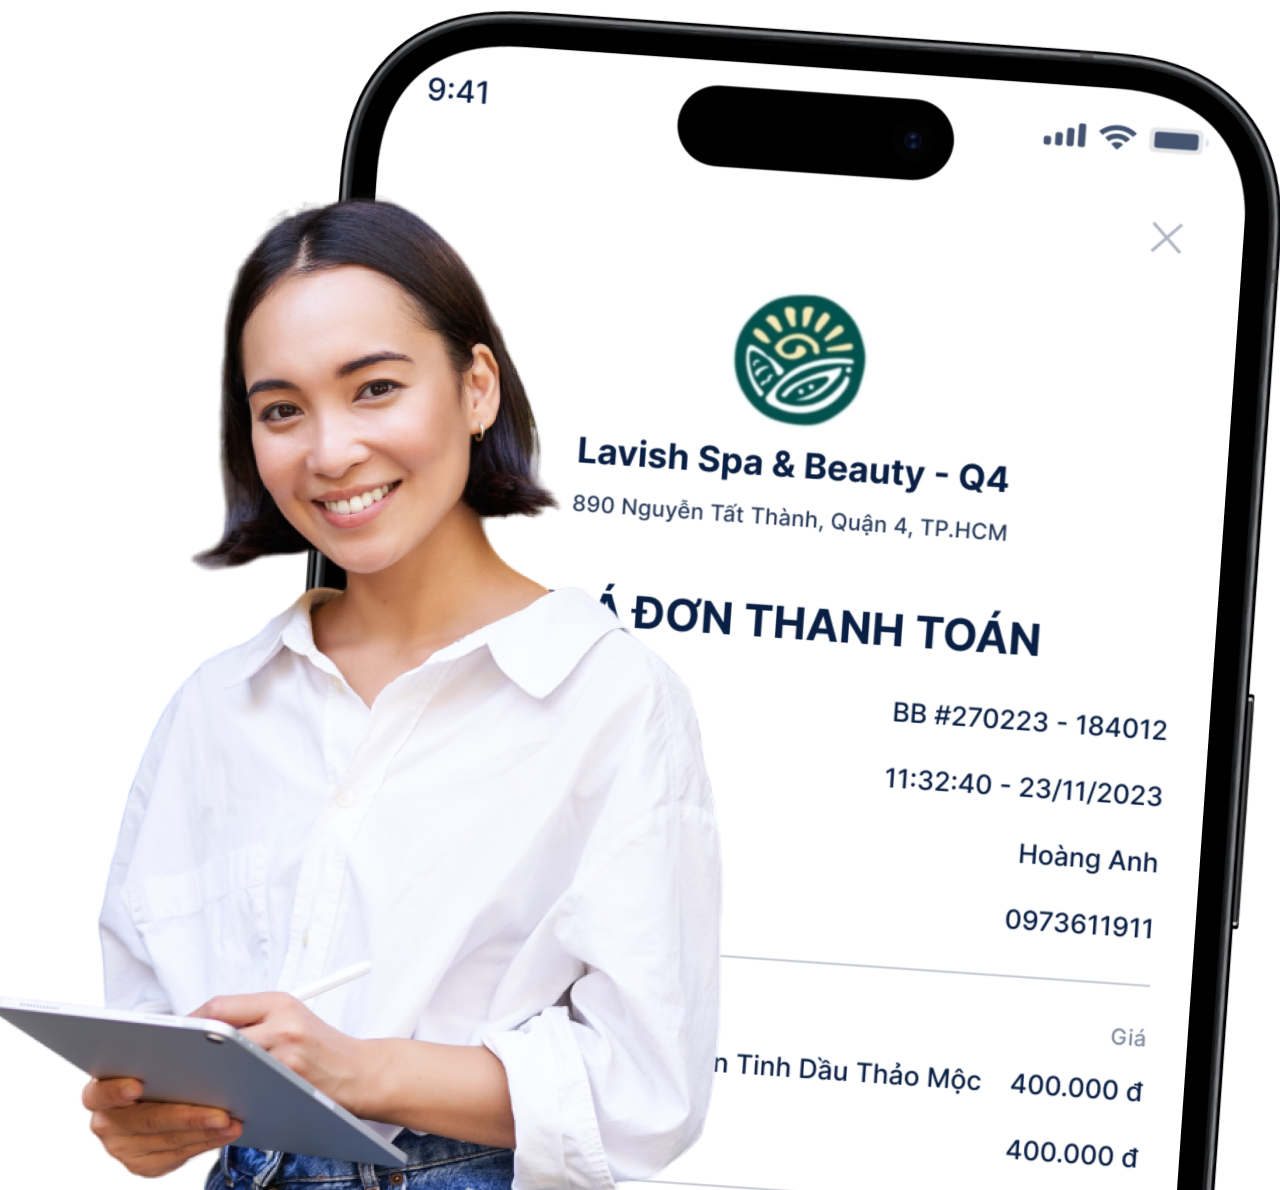 9:41
Lavish Spa & Beauty - Q4
890 Nguyễn Tất Thành, Quận 4, TP.HCM
ĐƠN THANH TOÁN
BB #270223 - 184012
11:32:40 - 23/11/2023
Hoàng Anh
0973611911
Giá
Tinh Dầu Thảo Mộc 400.000 đ
400.000 đ